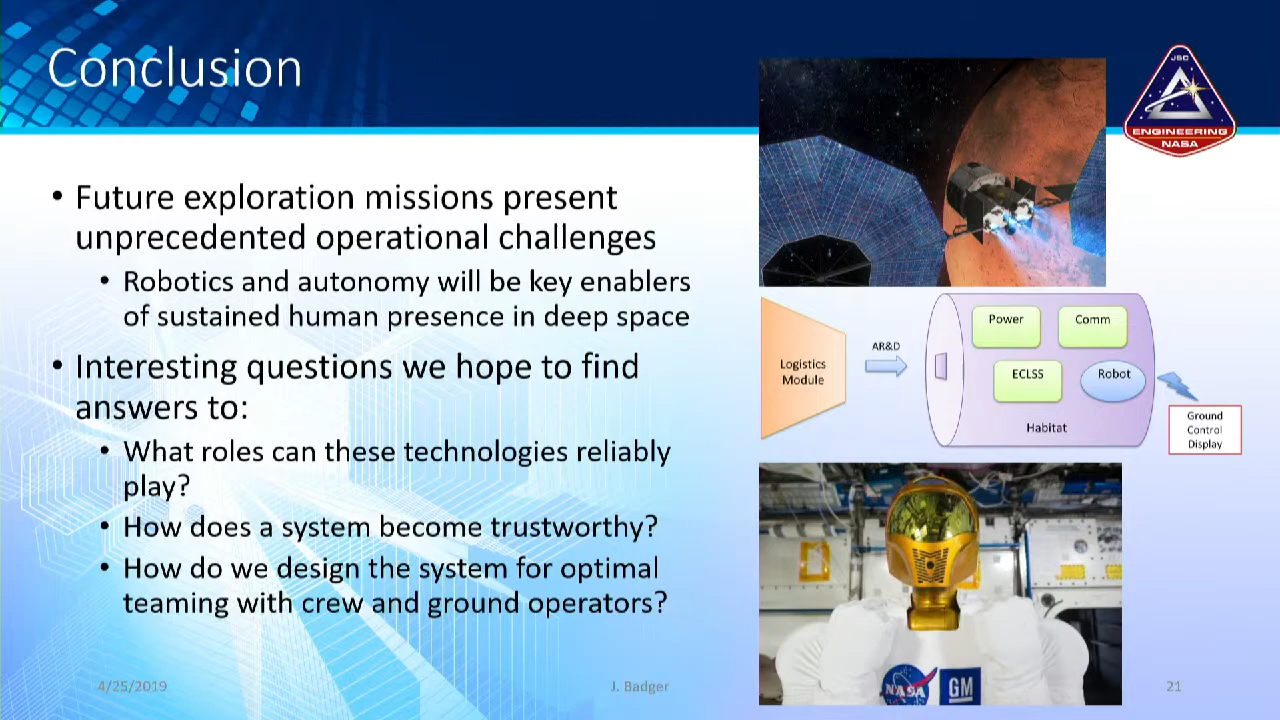 Conclusion
JSC
ENGINEERING
NASA
• Future exploration missions present
unprecedented operational challenges
• Robotics and autonomy will be key enablers
of sustained human presence in deep space
• Interesting questions we hope to find
answers to:
• What roles can these technologies reliably
play?
• How does a system become trustworthy?
• How do we design the system for optimal
teaming with crew and ground operators?
Logistics
Module
AR&D
Power
Comm
ECLSS
Robot
Habitat
Ground
Control
Display
NASA
GM
4/25/2019
J. Badger
21